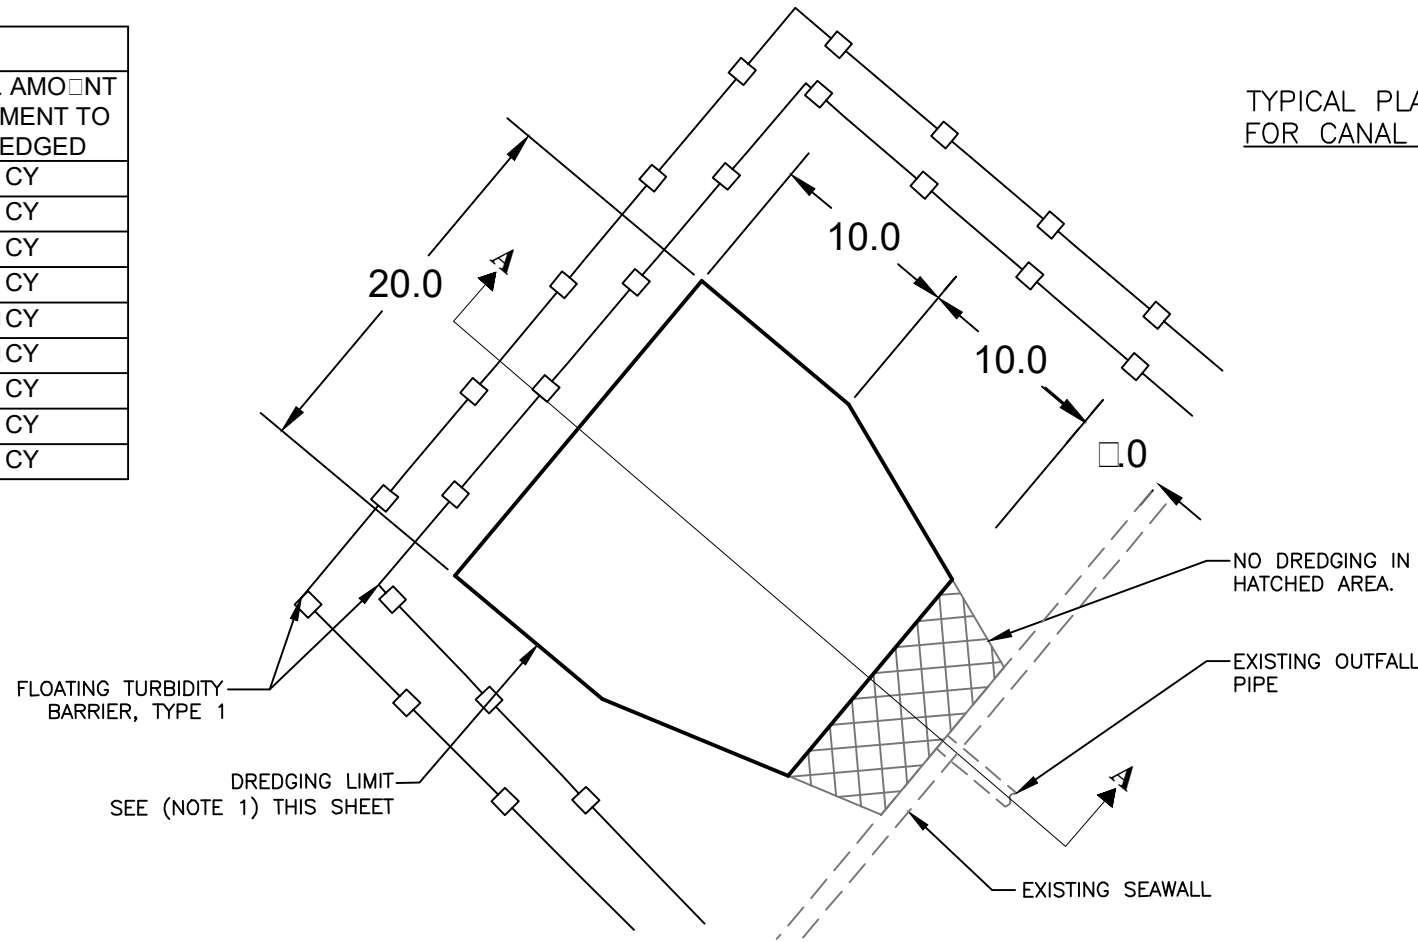 AMO□NT
MENT TO
EDGED
CY
CY
CY
CY
CY
CY
CY
CY
CY
TYPICAL PLA
FOR CANAL
10.0
20.0
A
10.0
□.0
NO DREDGING IN
HATCHED AREA.
EXISTING OUTFALL
PIPE
FLOATING TURBIDITY
BARRIER, TYPE 1
DREDGING LIMIT
SEE (NOTE 1) THIS SHEET
A
EXISTING SEAWALL